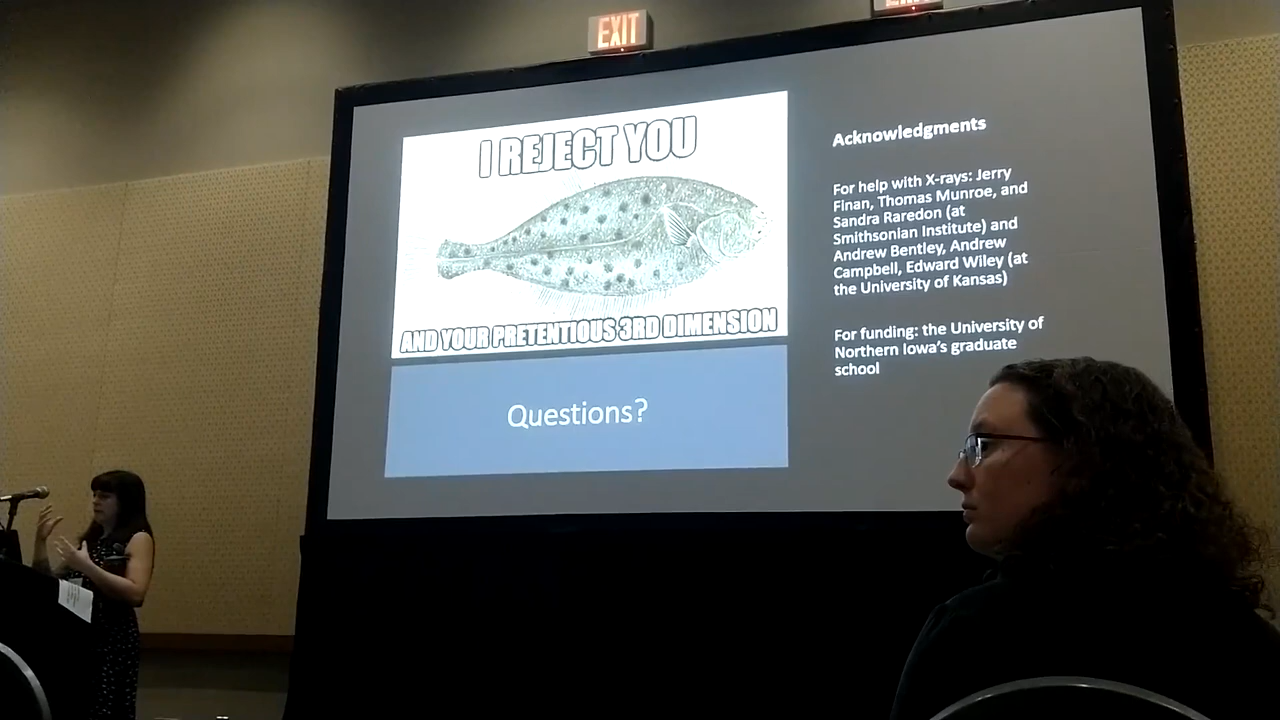 EXIT
I REJECT YOU
AND YOUR PRETENTIOUS 3RD DIMENSION
Questions?
Acknowledgments
For help with X-rays: Jerry
Finan, Thomas Munroe, and
Sandra Raredon (at
Smithsonian Institute) and
Andrew Bentley, Andrew
Campbell, Edward Wiley (at
the University of Kansas)
For funding: the University of
Northern Iowa's graduate
school